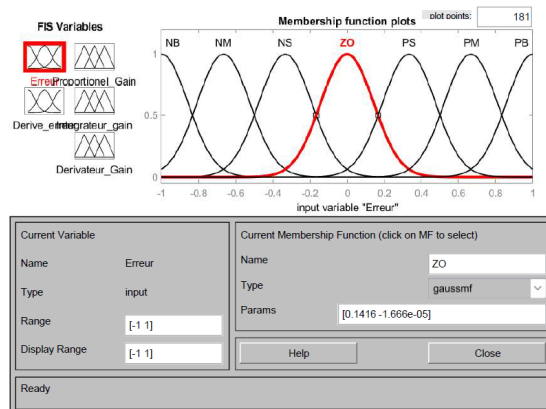 FIS Variables
Membership function plots
plot points:
181
NB
NM
NS
ZO
PS
PM
PB
1
0.5
0
-1
-0.8
-0.6
-0.4
-0.2
0
0.2
0.4
0.6
0.8
1
input variable "Erreur"
Erreur
Proportionel_Gain
Integrateur_gain
Derivateur_Gain
Current Variable
Name Erreur
Type input
Range [-1 1]
Display Range [-1 1]
Current Membership Function (click on MF to select)
Name ZO
Type gaussmf
Params [0.1416 -1.666e-05]
Help
Close
Ready